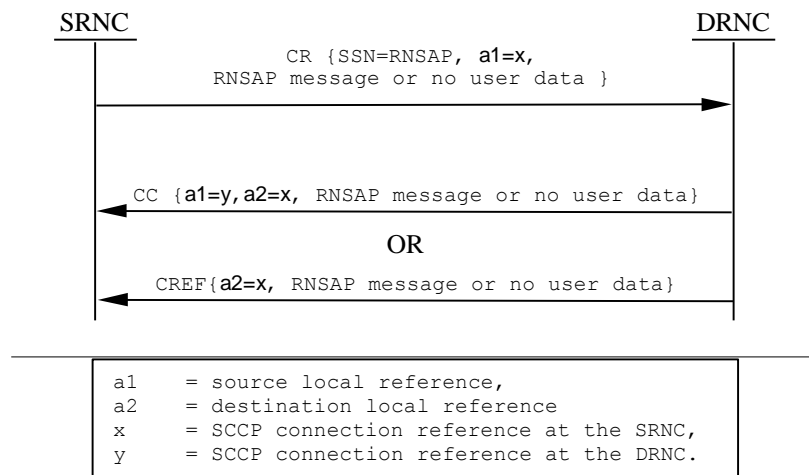 SRNC DRNC
CR {SSN=RNSAP, a1=x,
RNSAP message or no user data }
CC {a1=y,a2=x, RNSAP message or no user data}
OR
CREF{a2=x, RNSAP message or no user data}
a1 = source local reference,
a2 = destination local reference
x = SCCP connection reference at the SRNC,
y = SCCP connection reference at the DRNC.